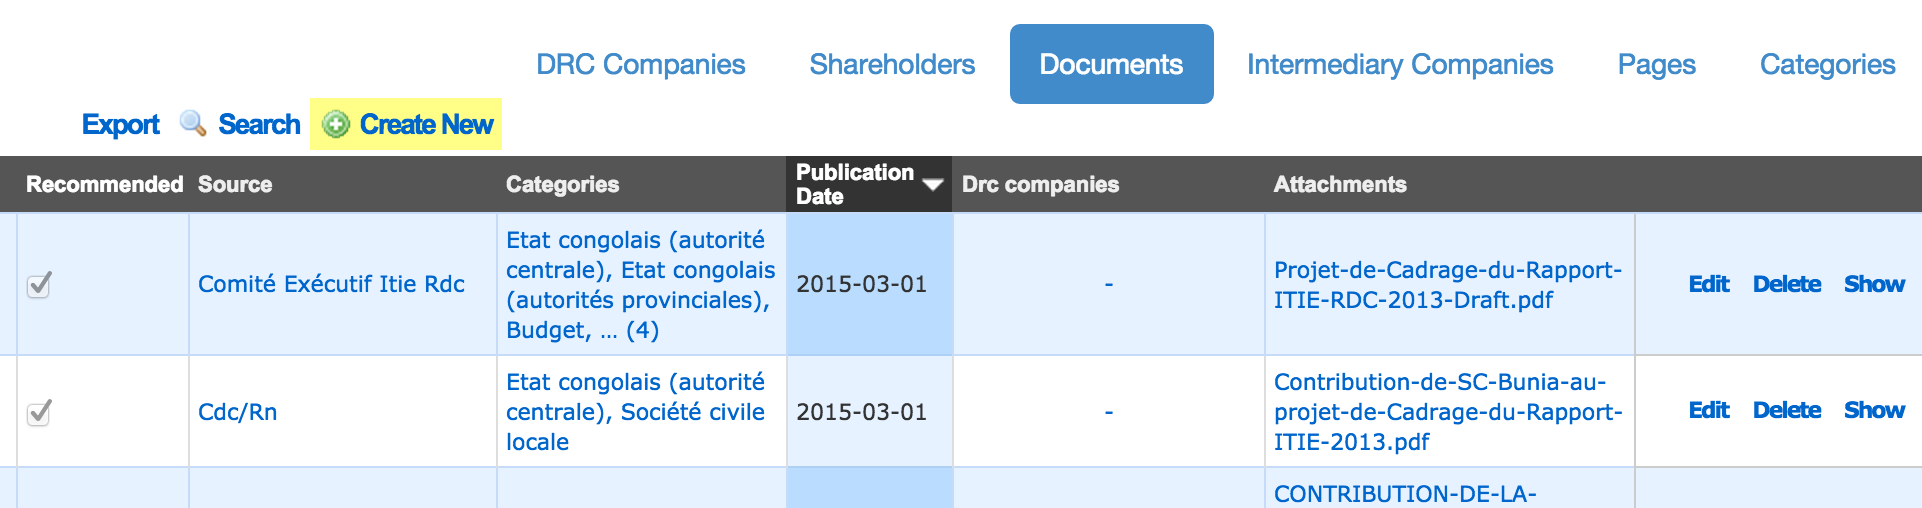 DRC Companies Shareholders Documents Intermediary Companies Pages Categories
Export Search Create New
Recommended Source Categories Publication Date Drc companies Attachments
Comité Exécutif Itie Rdc
Etat congolais (autorité
centrale), Etat congolais
(autorités provinciales),
Budget, ... (4)
2015-03-01
-
Projet-de-Cadrage-du-Rapport-
ITIE-RDC-2013-Draft.pdf
Edit Delete Show
Cdc/Rn
Etat congolais (autorité
centrale), Société civile
locale
2015-03-01
-
Contribution-de-SC-Bunia-au-
projet-de-Cadrage-du-Rapport-
ITIE-2013.pdf
Edit Delete Show
CONTRIBUTION-DE-LA-